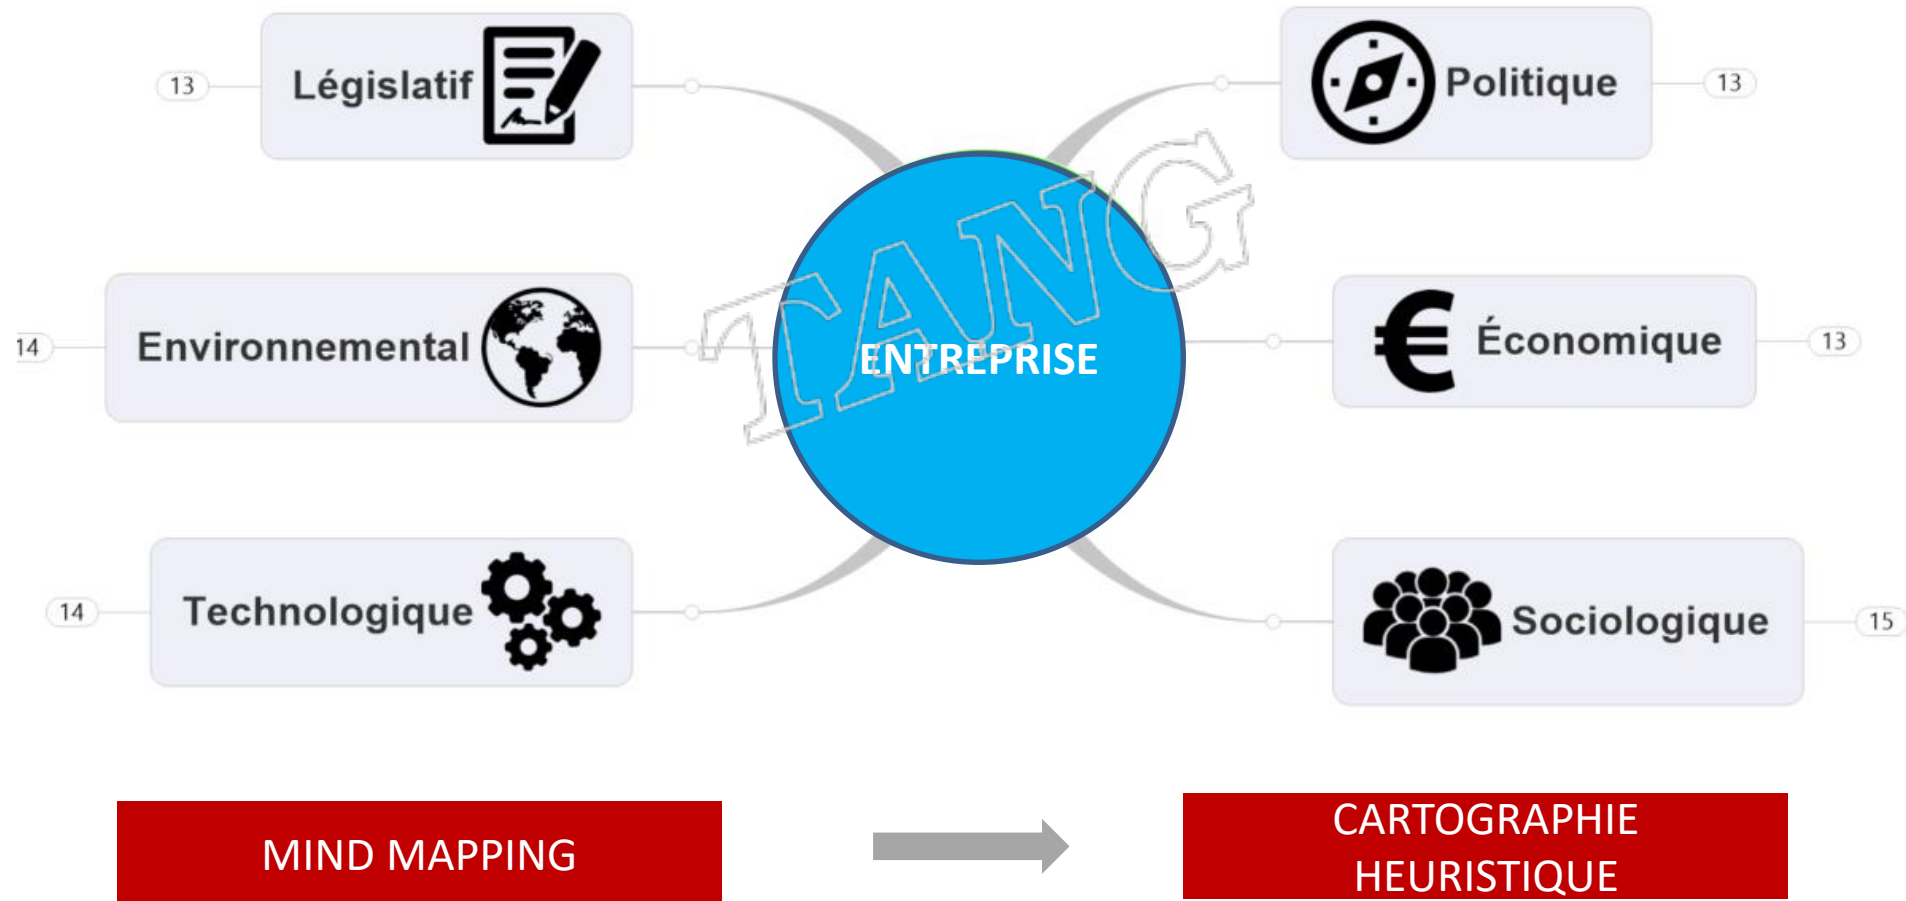 13
Législatif
Politique
13
14
Environnemental
TANG
ENTREPRISE
Économique
13
14
Technologique
Sociologique
15
MIND MAPPING
CARTOGRAPHIE
HEURISTIQUE